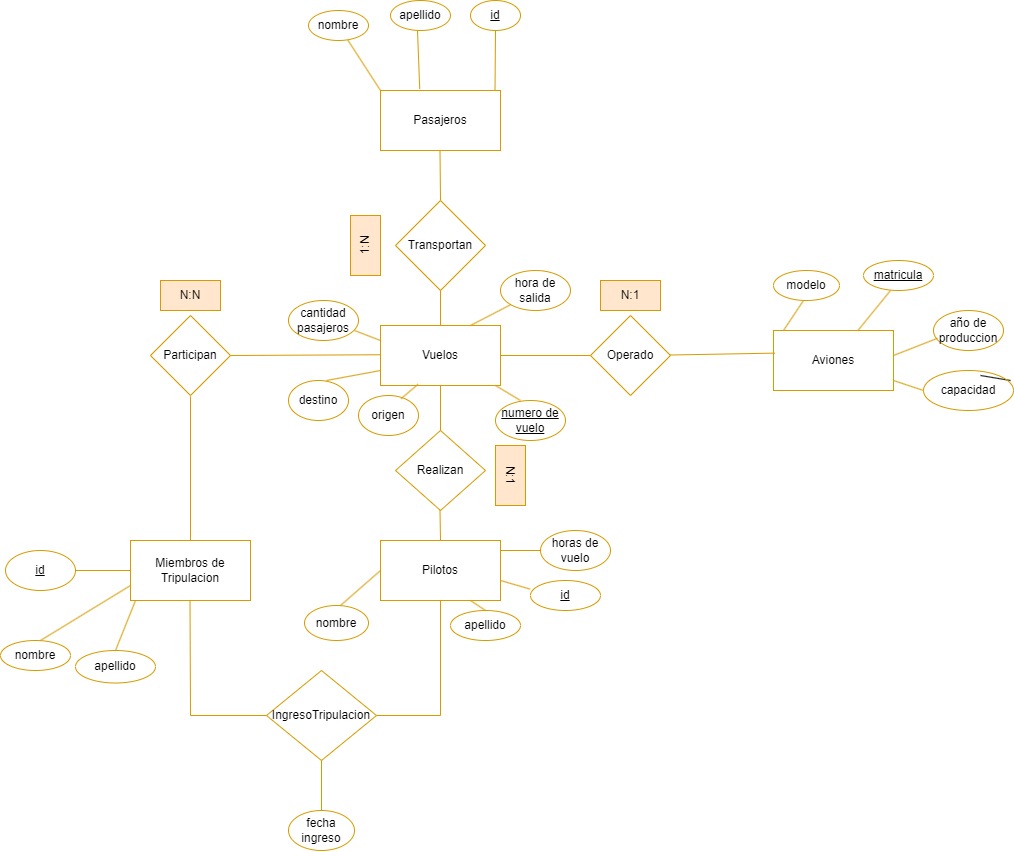 nombre
apellido
id
Pasajeros
N:1
Transportan
N:N
Participan
cantidad
pasajeros
hora de
salida
Vuelos
destino
origen
numero de
vuelo
N:1
Operado
modelo
matricula
Aviones
año de
produccion
capacidad
Realizan
N:1
Miembros de
Tripulacion
id
nombre
apellido
Pilotos
horas de
vuelo
id
nombre
apellido
IngresoTripulacion
fecha
ingreso